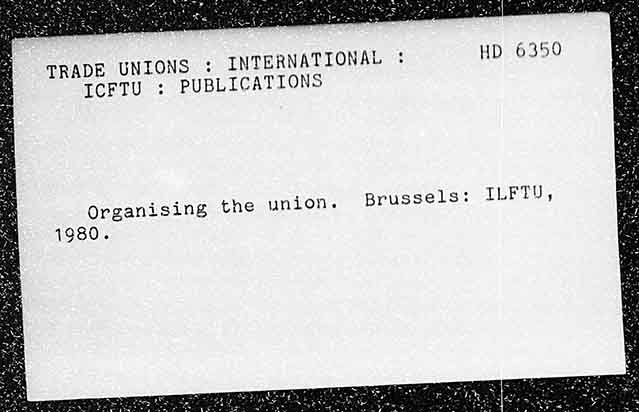 TRADE UNIONS : INTERNATIONAL : HD 6350
ICFTU : PUBLICATIONS
Organising the union. Brussels: ILFTU,
1980.